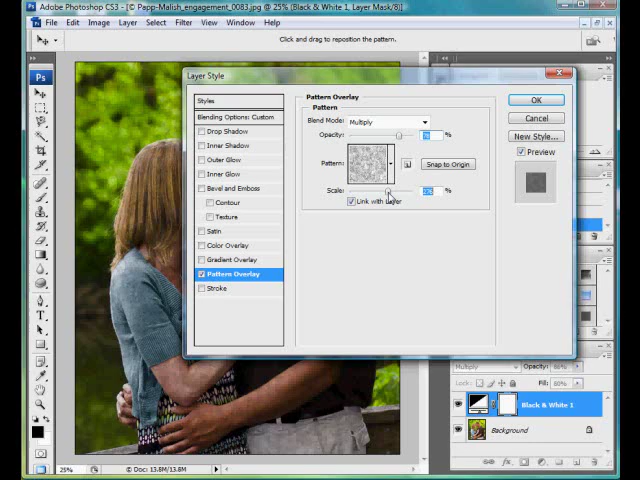 Adobe Photoshop CS3 - [© Papp-Malish_engagement_0083.jpg @ 25% (Black & White 1, Layer Mask/8)]
File Edit Image Layer Select Filter View Window Help
Click and drag to reposition the pattern.
Ps
Layer Style
Styles
Blending Options: Custom
Drop Shadow
Inner Shadow
Outer Glow
Inner Glow
Bevel and Emboss
Contour
Texture
Satin
Color Overlay
Gradient Overlay
Pattern Overlay
Stroke
Pattern Overlay
Pattern
Blend Mode: Multiply
Opacity: %
Pattern: Snap to Origin
Scale: %
Link with Layer
OK
Cancel
New Style...
Preview
Multiply Opacity: 66%
Lock: Fill: 80%
Black & White 1
Background
25% Doc: 13.8M/13.8M